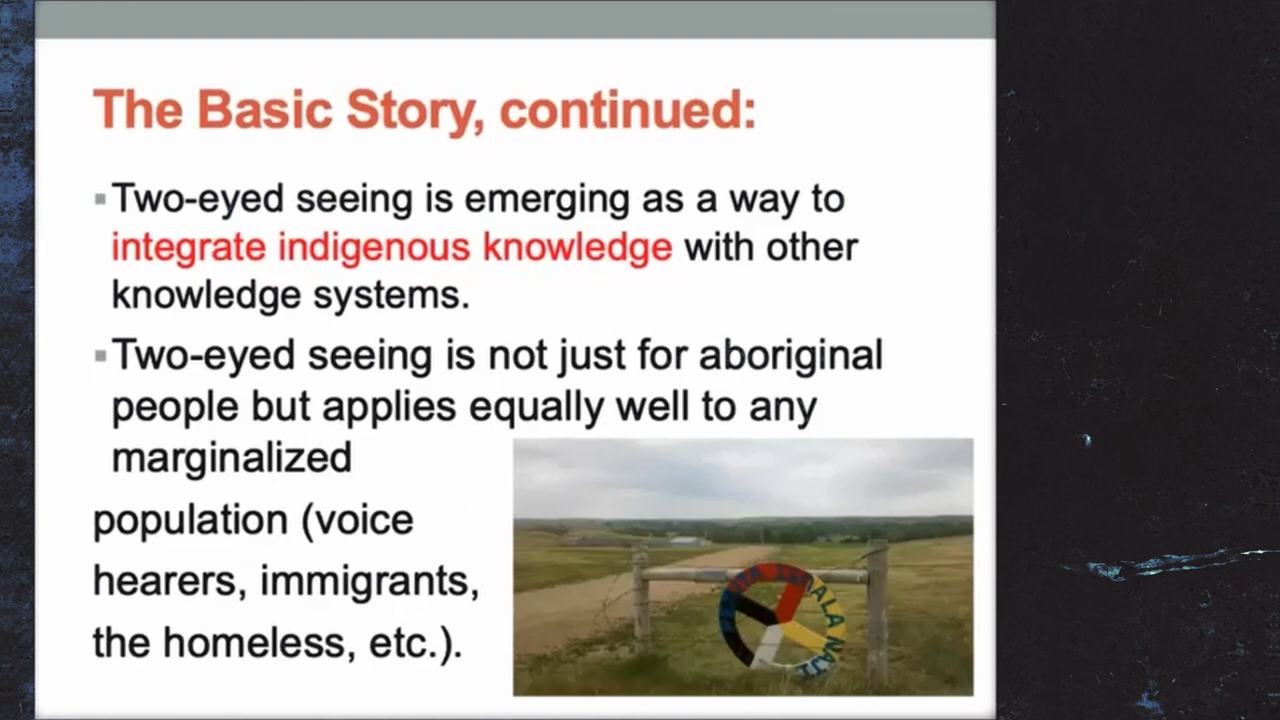 The Basic Story, continued:
Two-eyed seeing is emerging as a way to
integrate indigenous knowledge with other
knowledge systems.
Two-eyed seeing is not just for aboriginal
people but applies equally well to any
marginalized
population (voice
hearers, immigrants,
the homeless, etc.).